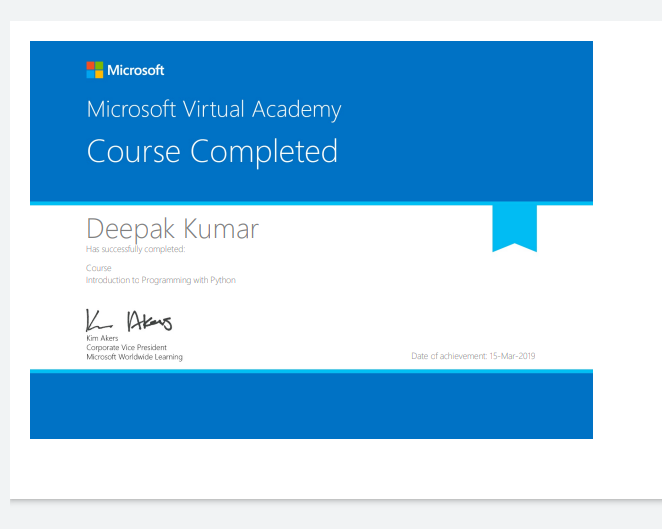 Microsoft
Microsoft Virtual Academy
Course Completed
Deepak Kumar
Has successfully completed:
Course
Introduction to Programming with Python
Kim Akers
Kim Akers
Corporate Vice President
Microsoft Worldwide Learning
Date of achievement: 15-Mar-2019